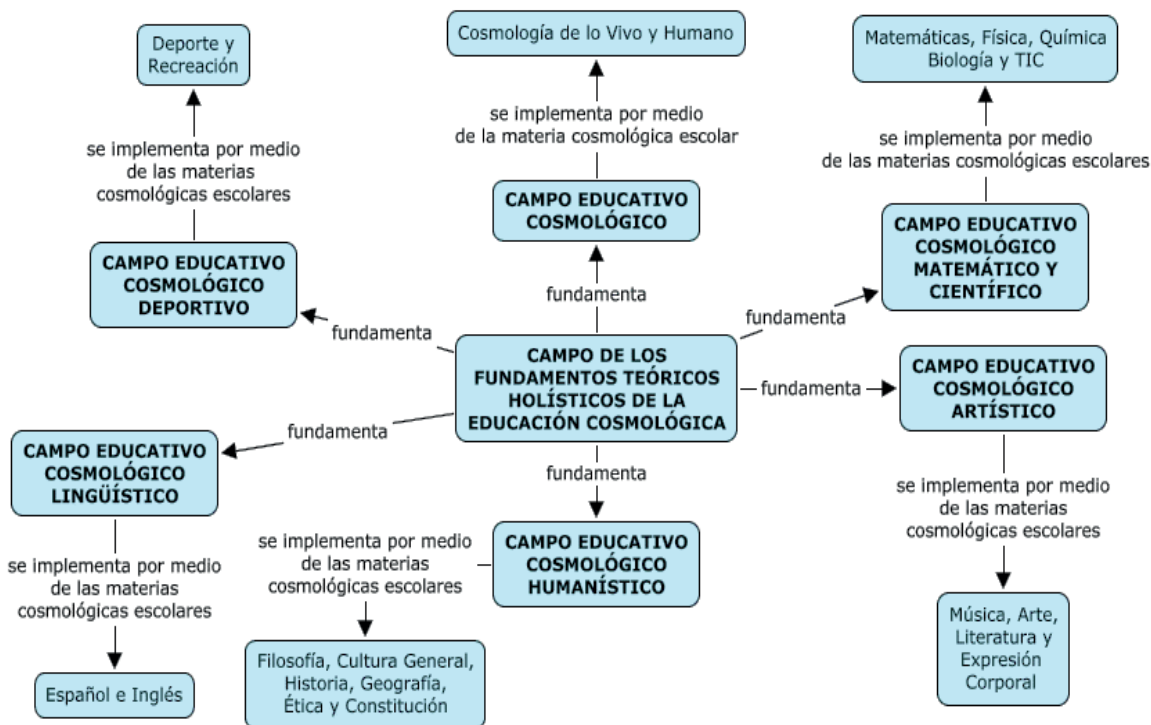 Deporte y
Recreación
Cosmología de lo Vivo y Humano
Matemáticas, Física, Química
Biología y TIC
se implementa por medio
de las materias
cosmológicas escolares
se implementa por medio
de la materia cosmológica escolar
se implementa por medio
de las materias cosmológicas escolares
CAMPO EDUCATIVO
COSMOLÓGICO
DEPORTIVO
CAMPO EDUCATIVO
COSMOLÓGICO
CAMPO EDUCATIVO
COSMOLÓGICO
MATEMÁTICO Y
CIENTÍFICO
fundamenta
fundamenta
fundamenta
CAMPO DE LOS
FUNDAMENTOS TEÓRICOS
HOLÍSTICOS DE LA
EDUCACIÓN COSMOLÓGICA
fundamenta
CAMPO EDUCATIVO
COSMOLÓGICO
ARTÍSTICO
fundamenta
fundamenta
CAMPO EDUCATIVO
COSMOLÓGICO
LINGÜÍSTICO
CAMPO EDUCATIVO
COSMOLÓGICO
HUMANÍSTICO
se implementa por medio
de las materias
cosmológicas escolares
se implementa por medio
de las materias
cosmológicas escolares
se implementa por medio
de las materias
cosmológicas escolares
Español e Inglés
Filosofía, Cultura General,
Historia, Geografía,
Ética y Constitución
Música, Arte,
Literatura y
Expresión
Corporal